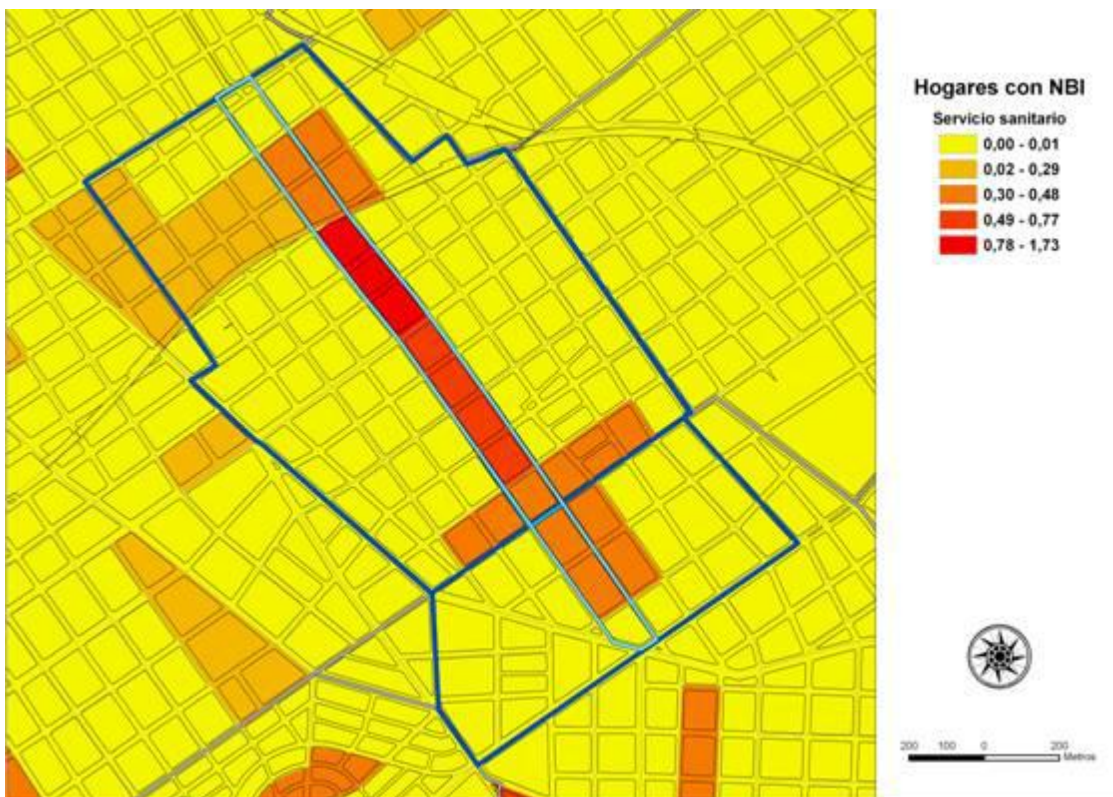 Hogares con NBI
Servicio sanitario
0,00 - 0,01
0,02 - 0,29
0,30 - 0,48
0,49 - 0,77
0,78 - 1,73
200 100 0 200
Metros